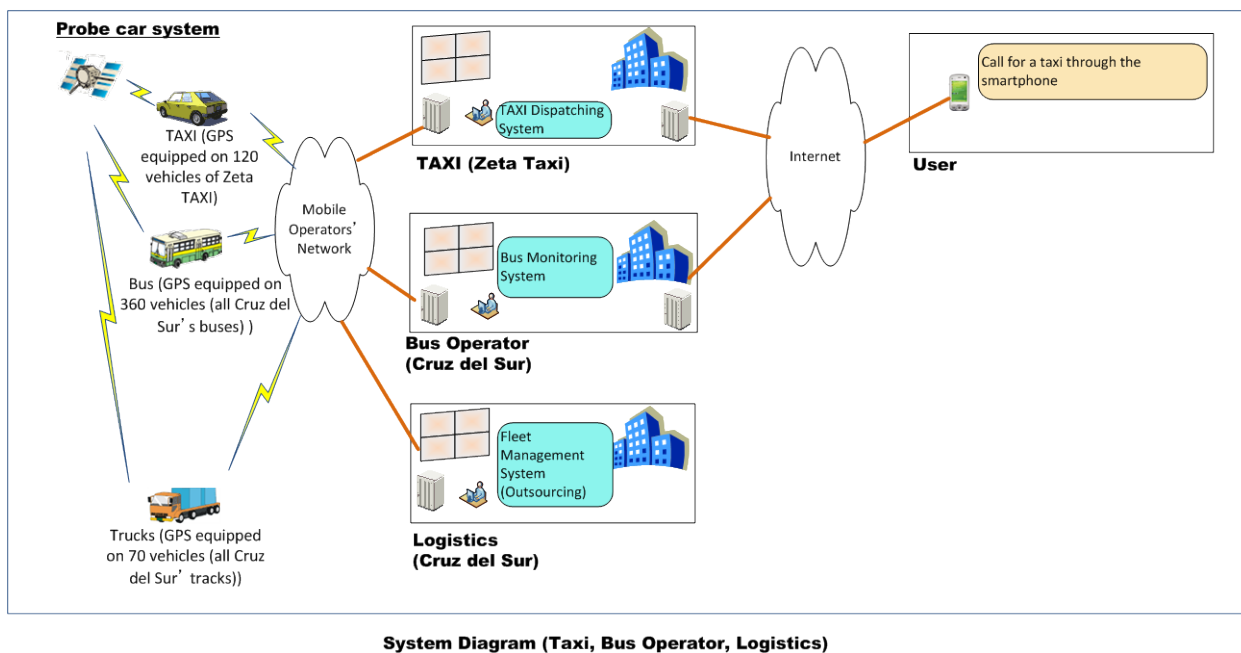 Probe car system
TAXI (GPS
equipped on 120
vehicles of Zeta
TAXI)
Bus (GPS equipped on
360 vehicles (all Cruz del
Sur’s buses) )
Trucks (GPS equipped
on 70 vehicles (all Cruz
del Sur’ tracks))
Mobile
Operators’
Network
TAXI Dispatching
System
TAXI (Zeta Taxi)
Bus Monitoring
System
Bus Operator
(Cruz del Sur)
Fleet
Management
System
(Outsourcing)
Logistics
(Cruz del Sur)
Internet
Call for a taxi through the
smartphone
User
System Diagram (Taxi, Bus Operator, Logistics)